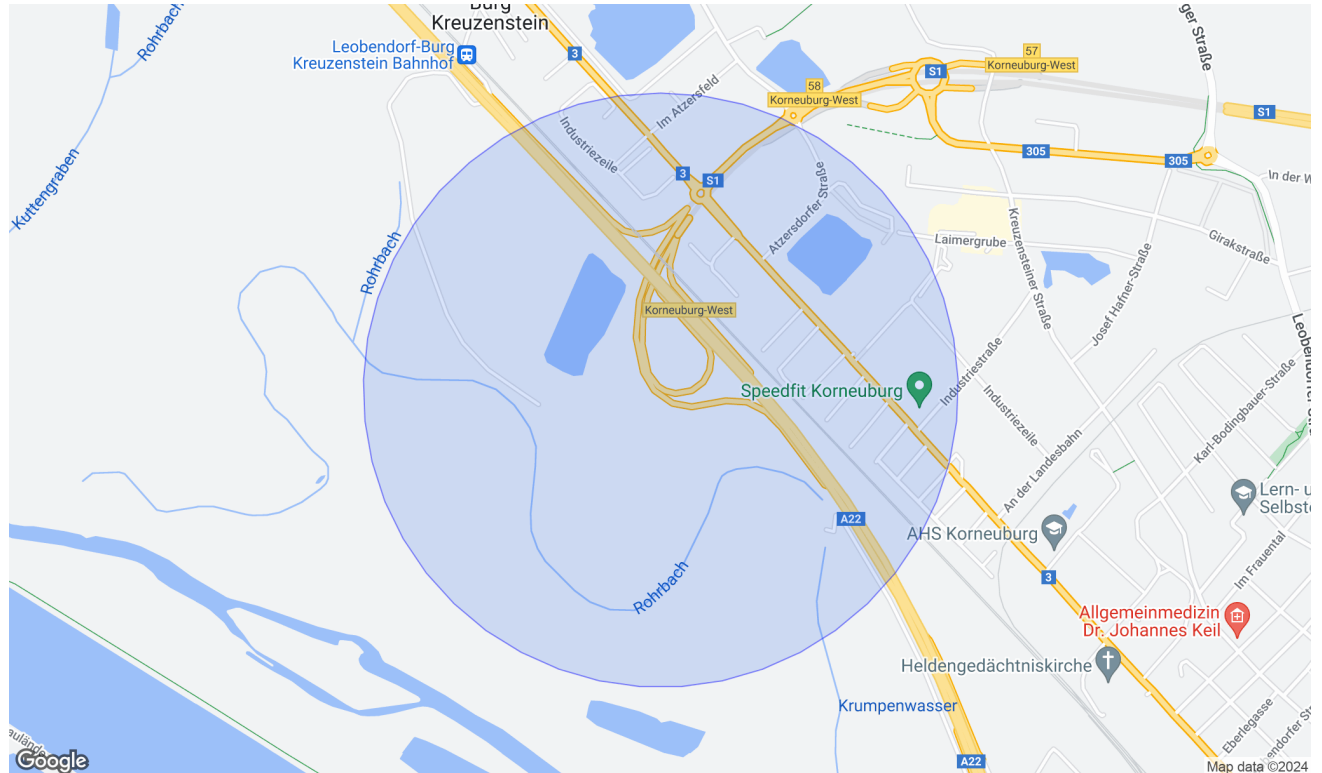 Burg
Kreuzenstein
Rohrbach
Leobendorf-Burg
Kreuzenstein Bahnhof
3
57
Korneuburg-West
S1
58
Korneuburg-West
ger Straße
S1
Im Atzersfeld
Industriezeile
305
305
Kuttengraben
3
S1
An der W
Atzersdorfer Straße
Laimergrube
Kreuzensteiner Straße
Girakstraße
Josef Hafner-Straße
Rohrbach
Korneuburg-West
Leobendorfer
Speedfit Korneuburg
Industriestraße
Industriezeile
Karl-Bodingbauer-Straße
An der Landesbahn
Lern- u
Selbst
A22
AHS Korneuburg
Im Frauental
Rohrbach
3
Allgemeinmedizin
Dr. Johannes Keil
Heldengedächtniskirche
Krumpenwasser
Eberlegasse
endorfer
Google
A22
Map data ©2024